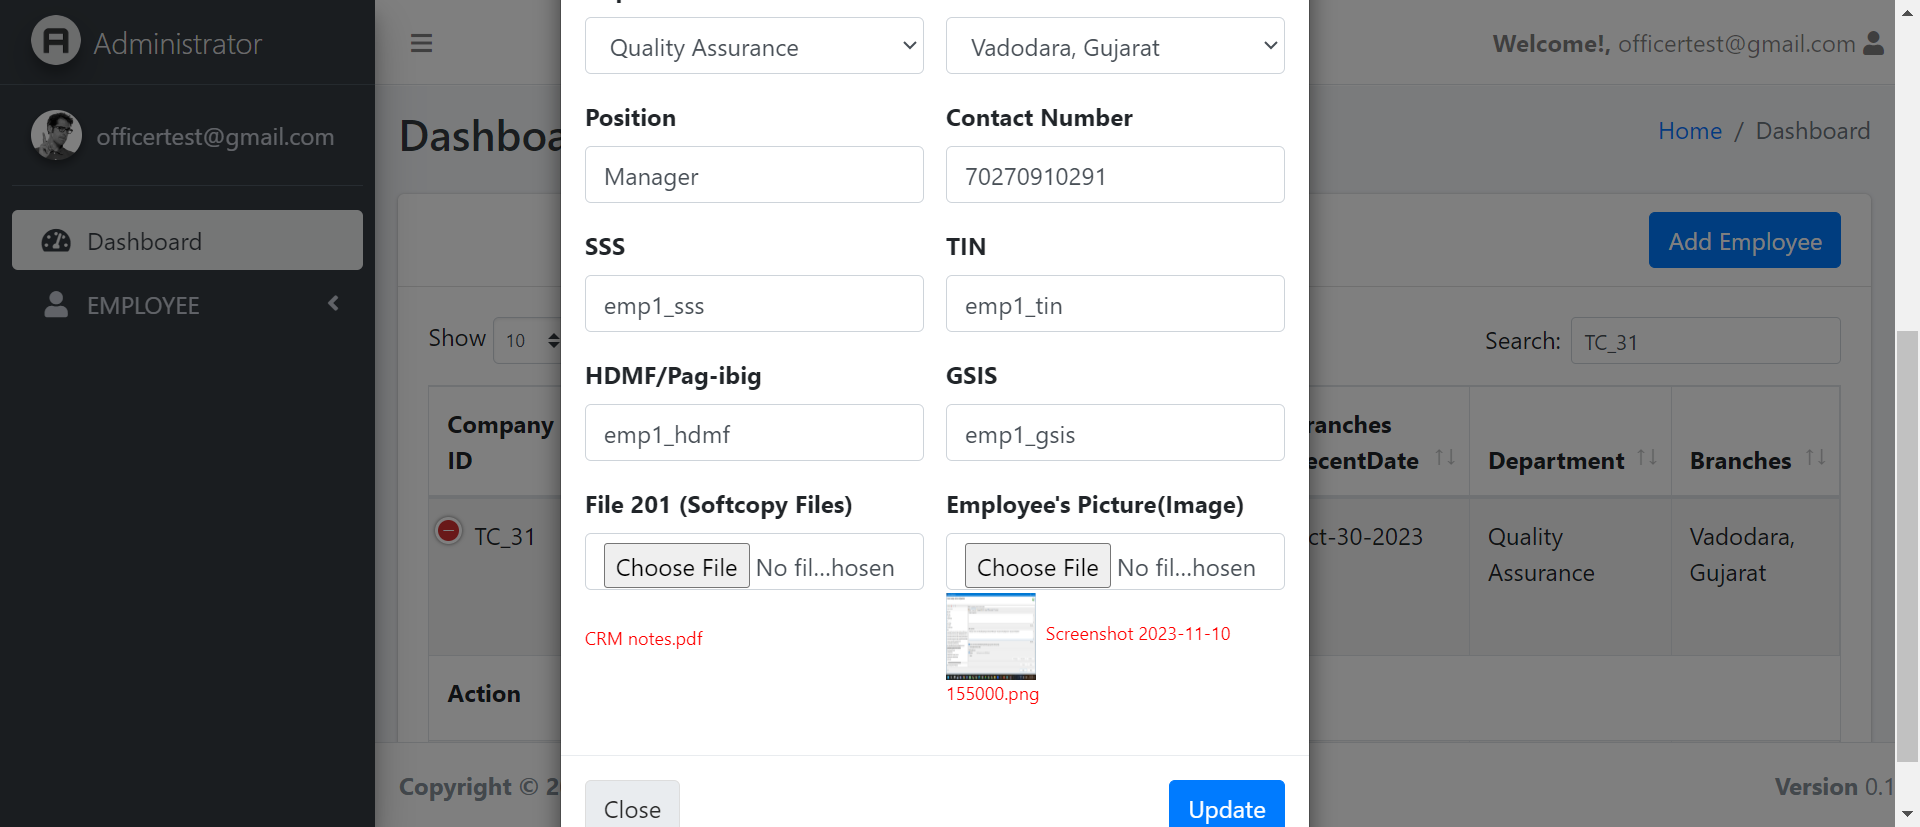 Administrator
Welcome!, officertest@gmail.com
officertest@gmail.com
Dashboard
EMPLOYEE
Dashboa
Home / Dashboard
Add Employee
Show 10
Search: TC_31
Company ID
ranches
ecentDate
Department
Branches
TC_31
ct-30-2023
Quality
Assurance
Vadodara,
Gujarat
Action
Quality Assurance
Vadodara, Gujarat
Position
Contact Number
Manager
70270910291
SSS
TIN
emp1_sss
emp1_tin
HDMF/Pag-ibig
GSIS
emp1_hdmf
emp1_gsis
File 201 (Softcopy Files)
Employee's Picture(Image)
Choose File No fil...hosen
Choose File No fil...hosen
CRM notes.pdf
Screenshot 2023-11-10
155000.png
Close
Update
Copyright © 2
Version 0.1